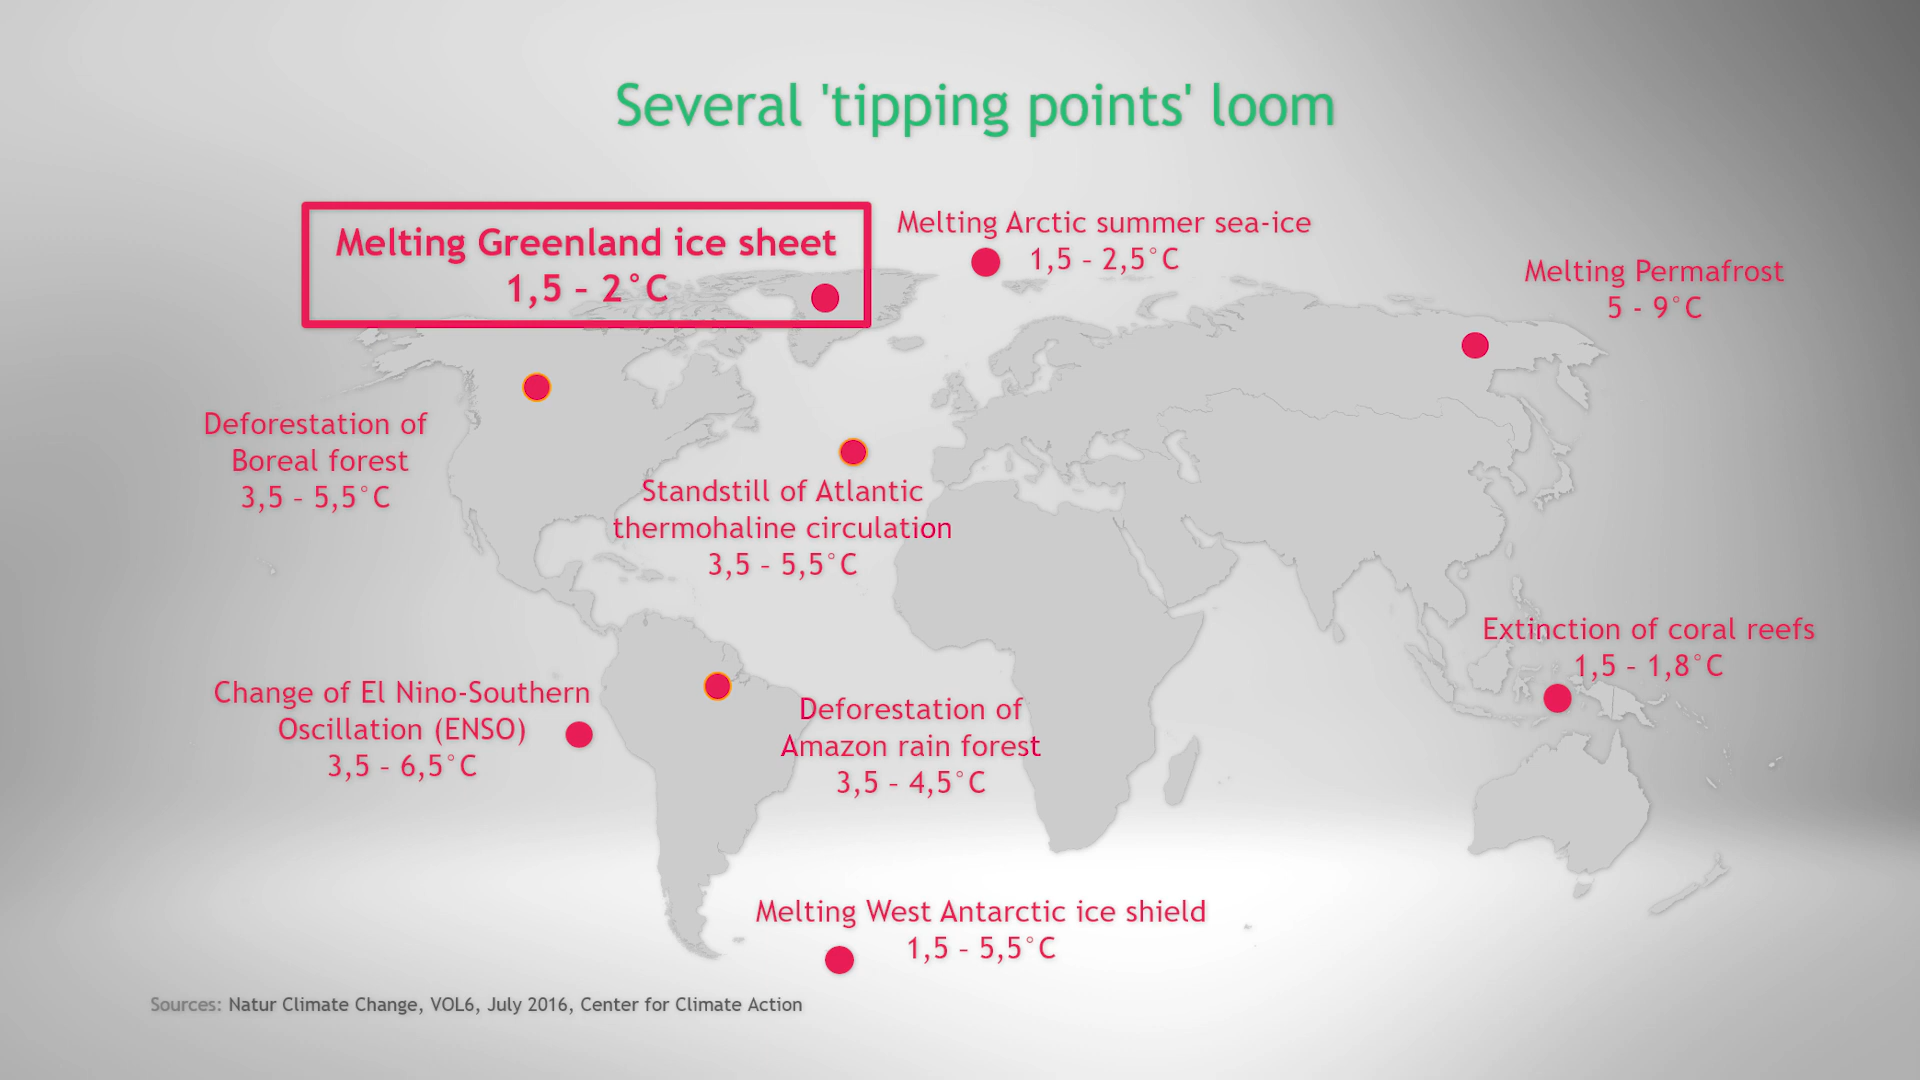 Several 'tipping points' loom
Melting Greenland ice sheet
1,5 – 2°C
Melting Arctic summer sea-ice
1,5 – 2,5°C
Melting Permafrost
5 - 9°C
Deforestation of
Boreal forest
3,5 – 5,5°C
Standstill of Atlantic
thermohaline circulation
3,5 – 5,5°C
Extinction of coral reefs
1,5 – 1,8°C
Change of El Nino-Southern
Oscillation (ENSO)
3,5 – 6,5°C
Deforestation of
Amazon rain forest
3,5 – 4,5°C
Melting West Antarctic ice shield
1,5 – 5,5°C
Sources: Natur Climate Change, VOL6, July 2016, Center for Climate Action